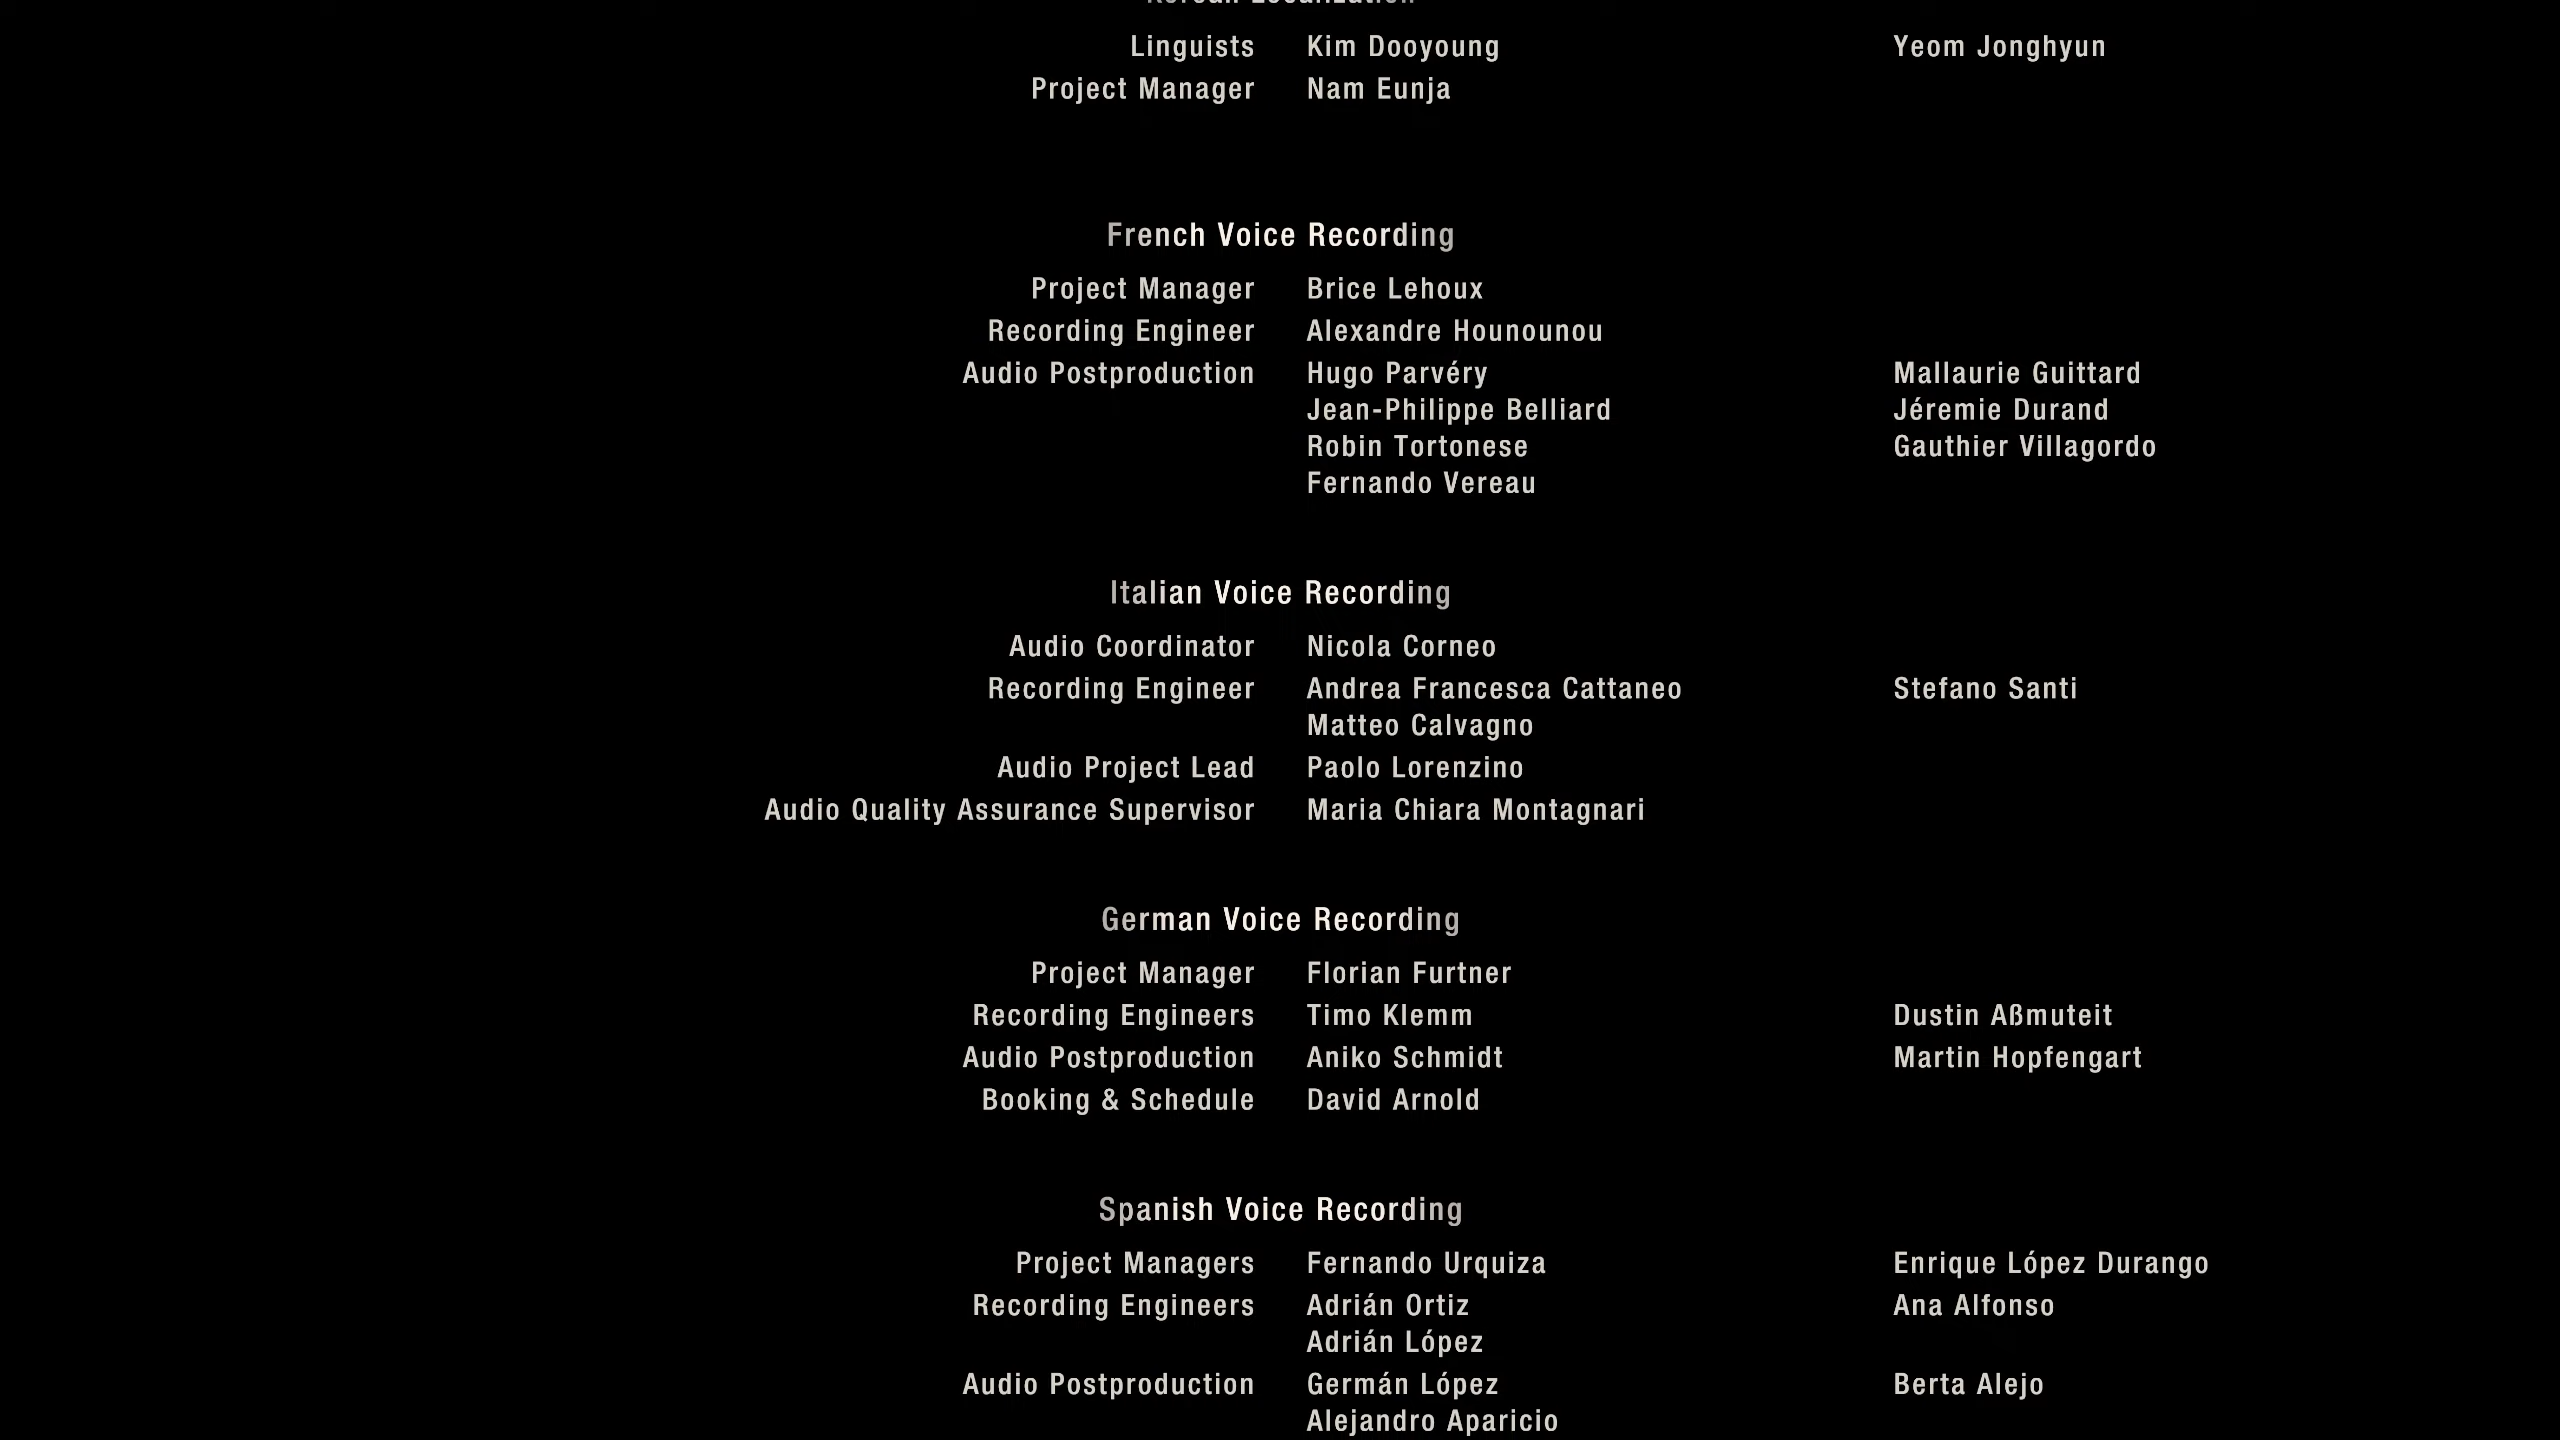 Korean Localization
Linguists Kim Dooyoung Yeom Jonghyun
Project Manager Nam Eunja
French Voice Recording
Project Manager Brice Lehoux
Recording Engineer Alexandre Hounounou
Audio Postproduction Hugo Parvéry Mallaurie Guittard
Jean-Philippe Belliard Jéremie Durand
Robin Tortonese Gauthier Villagordo
Fernando Vereau
Italian Voice Recording
Audio Coordinator Nicola Corneo
Recording Engineer Andrea Francesca Cattaneo Stefano Santi
Matteo Calvagno
Audio Project Lead Paolo Lorenzino
Audio Quality Assurance Supervisor Maria Chiara Montagnari
German Voice Recording
Project Manager Florian Furtner
Recording Engineers Timo Klemm Dustin Aßmuteit
Audio Postproduction Aniko Schmidt Martin Hopfengart
Booking & Schedule David Arnold
Spanish Voice Recording
Project Managers Fernando Urquiza Enrique López Durango
Recording Engineers Adrián Ortiz Ana Alfonso
Adrián López
Audio Postproduction Germán López Berta Alejo
Alejandro Aparicio